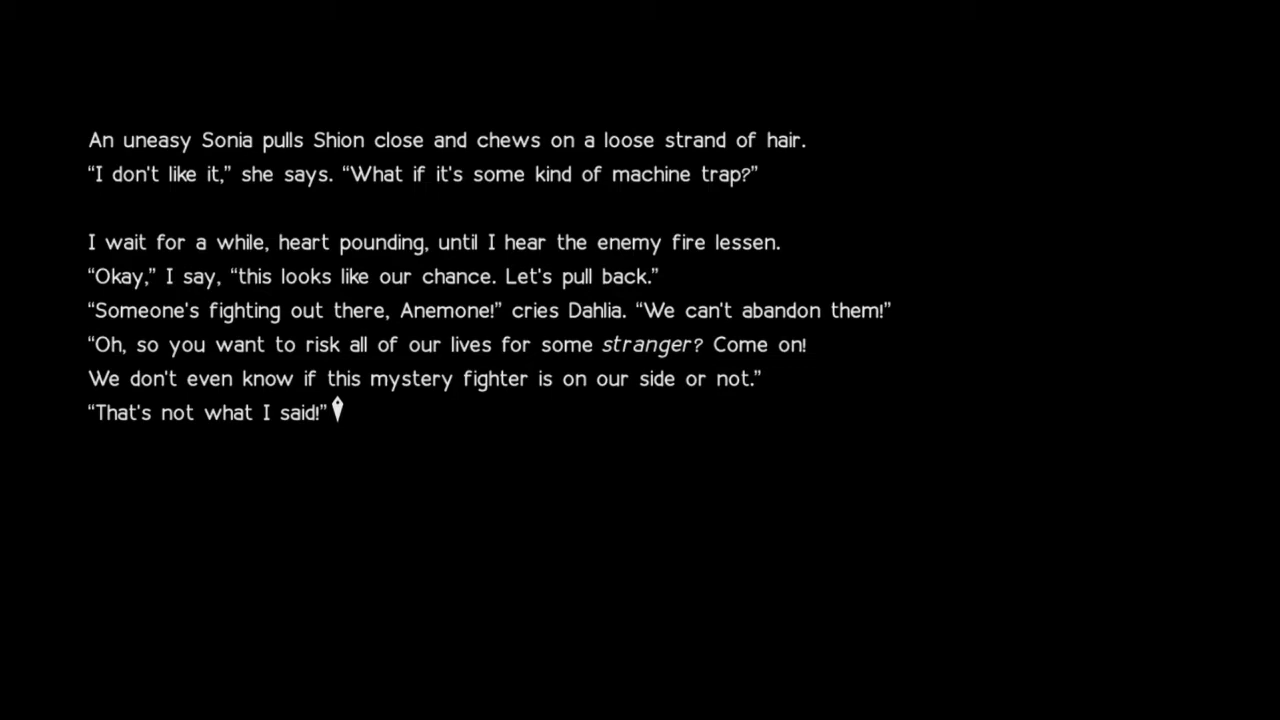 An uneasy Sonia pulls Shion close and chews on a loose strand of hair.
“I don't like it,” she says. “What if it's some kind of machine trap?”
I wait for a while, heart pounding, until I hear the enemy fire lessen.
“Okay,” I say, “this looks like our chance. Let's pull back.”
“Someone's fighting out there, Anemone!” cries Dahlia. “We can't abandon them!”
“Oh, so you want to risk all of our lives for some stranger? Come on!
We don't even know if this mystery fighter is on our side or not.”
“That's not what I said!”